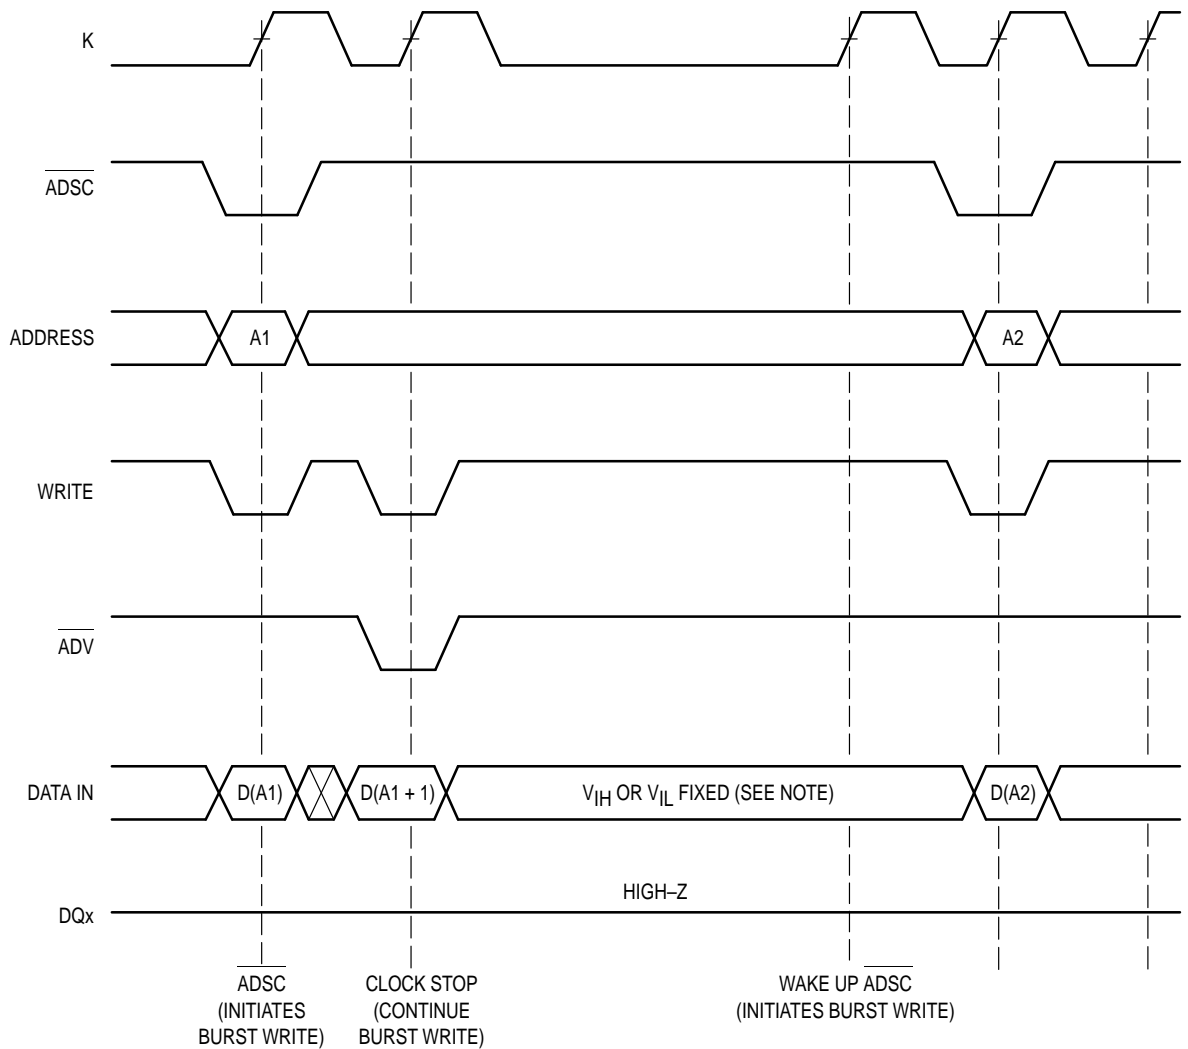 K
ADSC
ADDRESS
A1
A2
WRITE
ADV
DATA IN
D(A1)
D(A1 + 1)
VIH OR VIL FIXED (SEE NOTE)
D(A2)
HIGH–Z
DQx
ADSC
(INITIATES
BURST WRITE)
CLOCK STOP
(CONTINUE
BURST WRITE)
WAKE UP ADSC
(INITIATES BURST WRITE)